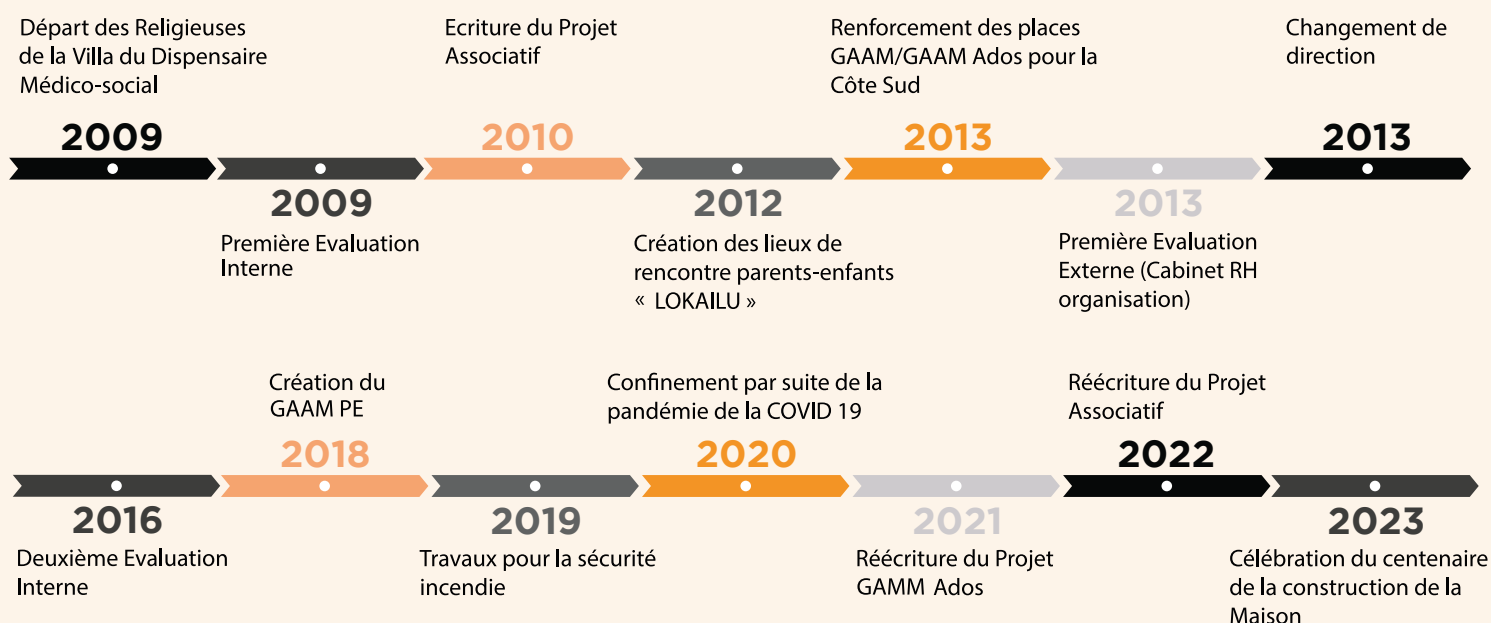 Départ des Religieuses
de la Villa du Dispensaire
Médico-social
2009
2009
Première Evaluation
Interne
Ecriture du Projet
Associatif
2010
2012
Création des lieux de
rencontre parents-enfants
« LOKAILU »
Renforcement des places
GAAM/GAAM Ados pour la
Côte Sud
2013
2013
Première Evaluation
Externe (Cabinet RH
organisation)
Changement de
direction
2013
2016
Deuxième Evaluation
Interne
Création du
GAAM PE
2018
2019
Travaux pour la sécurité
incendie
Confinement par suite de la
pandémie de la COVID 19
2020
2021
Réécriture du Projet
GAMM Ados
Réécriture du Projet
Associatif
2022
2023
Célébration du centenaire
de la construction de la
Maison